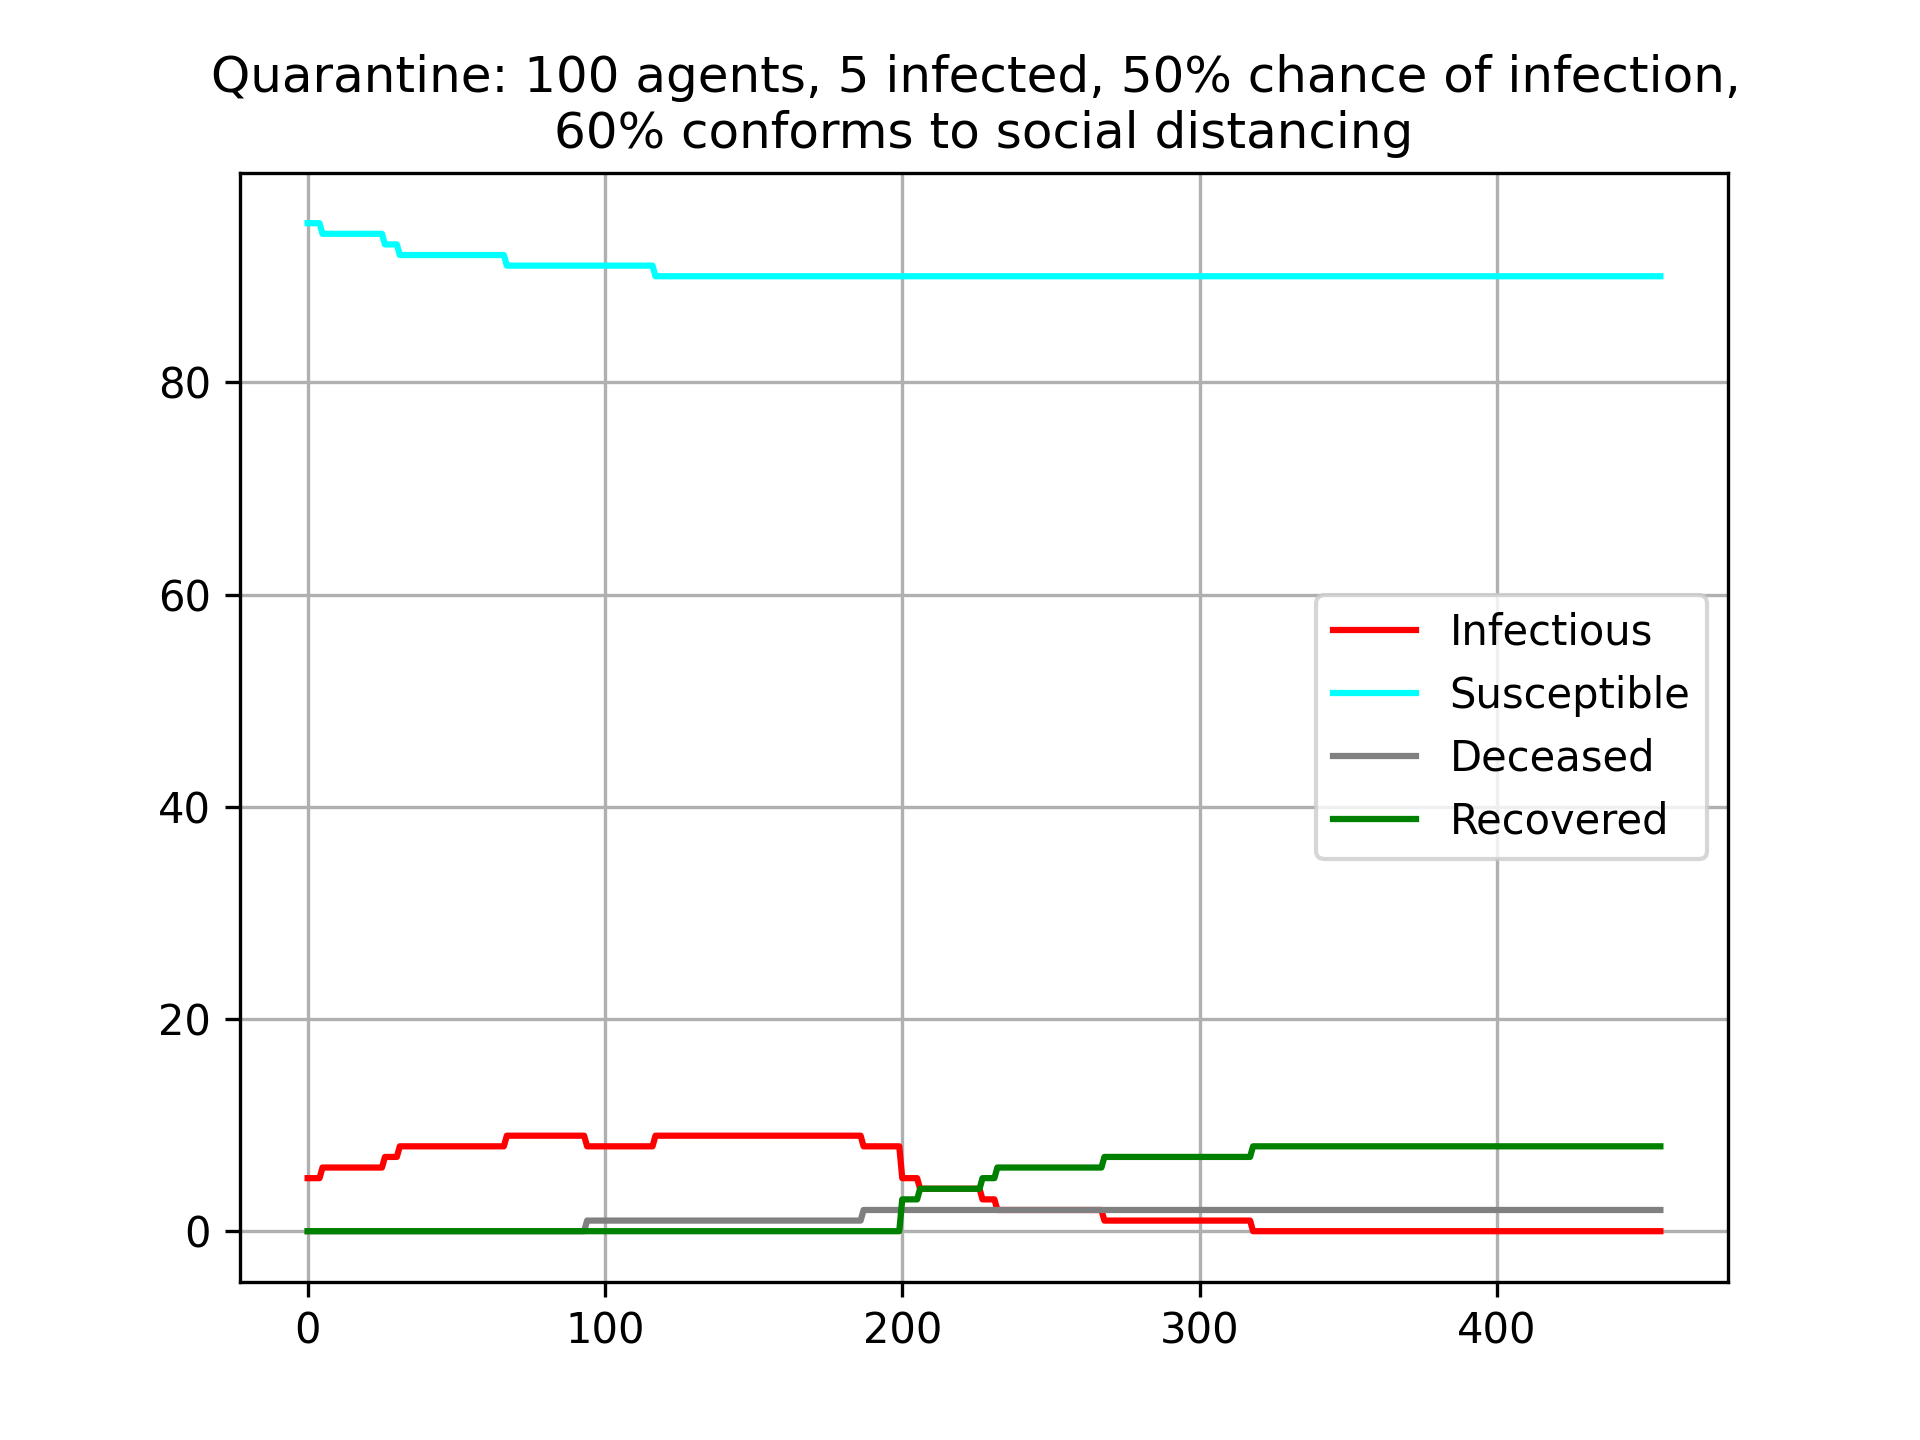 Quarantine: 100 agents, 5 infected, 50% chance of infection,
60% conforms to social distancing
80
60
40
20
0
Infectious
Susceptible
Deceased
Recovered
0 100 200 300 400